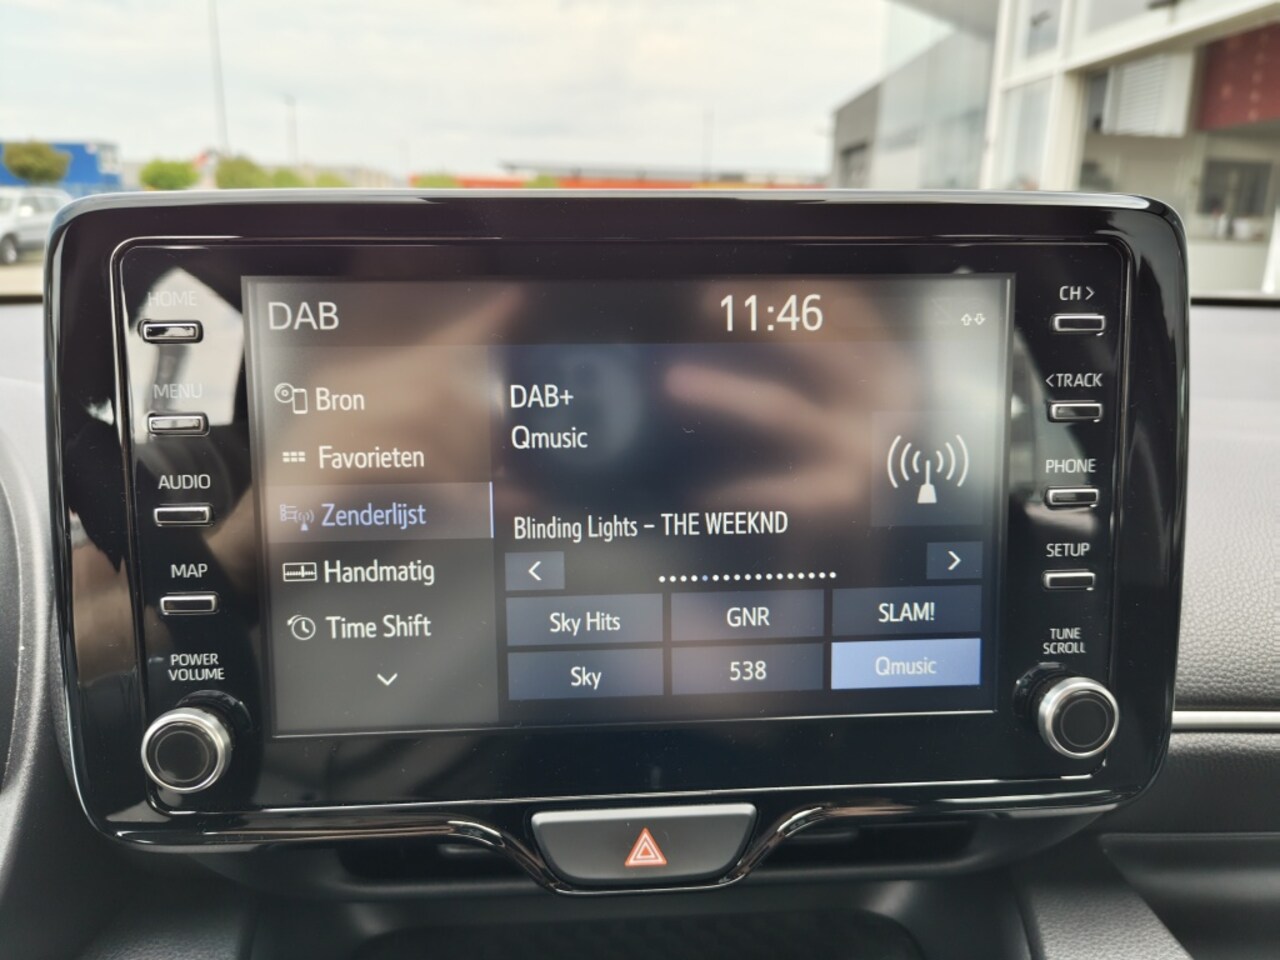 HOME
MENU
AUDIO
MAP
POWER
VOLUME
DAB
11:46
Bron
Favorieten
Zenderlijst
Handmatig
Time Shift
DAB+
Qmusic
Blinding Lights – THE WEEKND
<
>
Sky Hits
GNR
SLAM!
Sky
538
Qmusic
CH>
<TRACK
PHONE
SETUP
TUNE
SCROLL